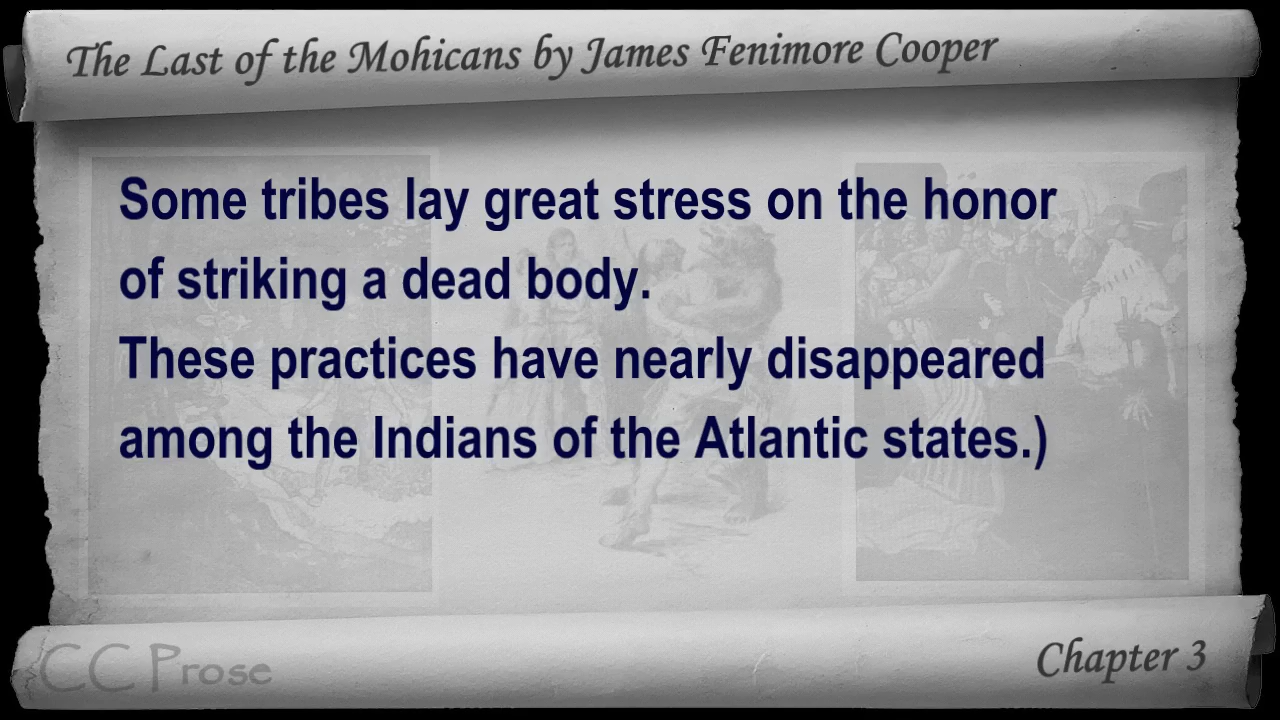 The Last of the Mohicans by James Fenimore Cooper
Some tribes lay great stress on the honor
of striking a dead body.
These practices have nearly disappeared
among the Indians of the Atlantic states.)
CC Prose
Chapter 3